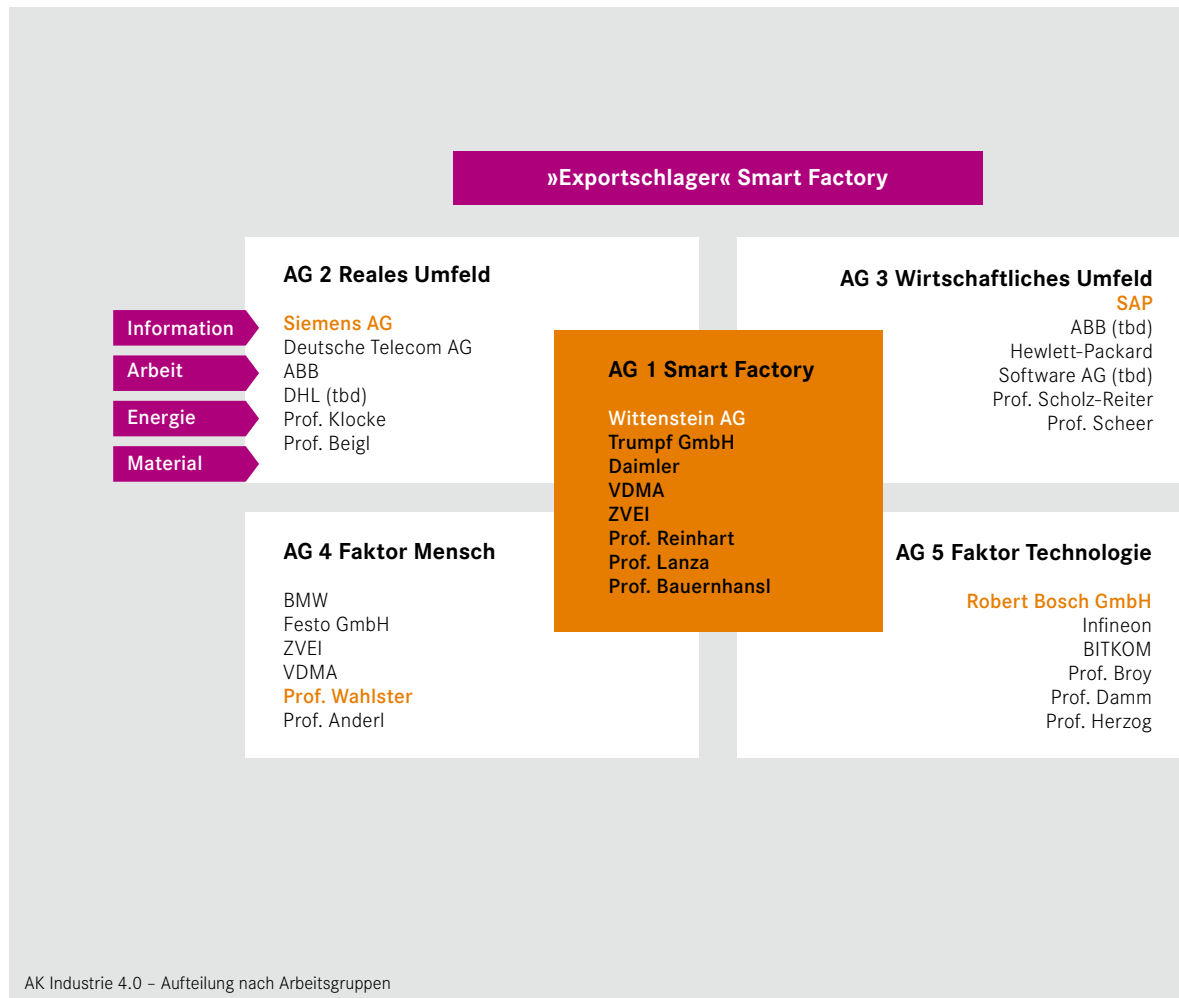 »Exportschlager« Smart Factory
AG 2 Reales Umfeld
Siemens AG
Deutsche Telecom AG
ABB
DHL (tbd)
Prof. Klocke
Prof. Beigl
Information
Arbeit
Energie
Material
AG 3 Wirtschaftliches Umfeld
SAP
ABB (tbd)
Hewlett-Packard
Software AG (tbd)
Prof. Scholz-Reiter
Prof. Scheer
AG 1 Smart Factory
Wittenstein AG
Trumpf GmbH
Daimler
VDMA
ZVEI
Prof. Reinhart
Prof. Lanza
Prof. Bauernhansl
AG 4 Faktor Mensch
BMW
Festo GmbH
ZVEI
VDMA
Prof. Wahlster
Prof. Anderl
AG 5 Faktor Technologie
Robert Bosch GmbH
Infineon
BITKOM
Prof. Broy
Prof. Damm
Prof. Herzog
AK Industrie 4.0 – Aufteilung nach Arbeitsgruppen